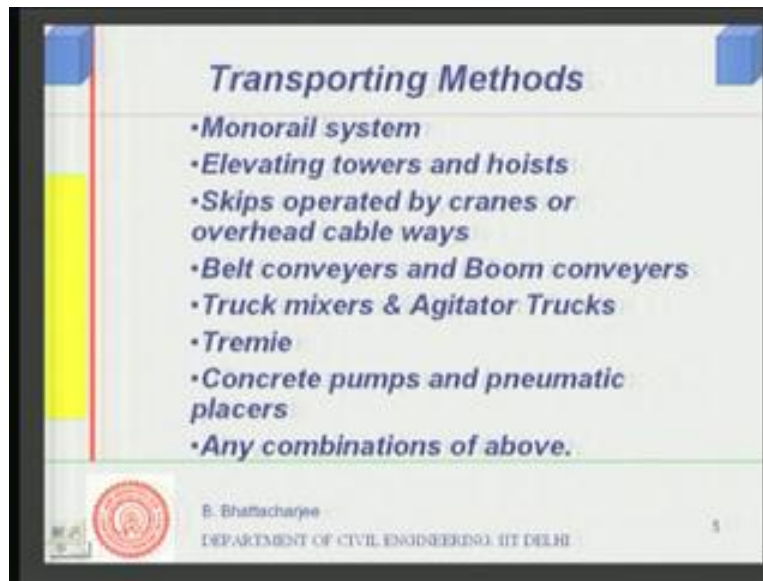 Transporting Methods
•Monorail system
•Elevating towers and hoists
•Skips operated by cranes or
overhead cable ways
•Belt conveyers and Boom conveyers
•Truck mixers & Agitator Trucks
•Tremie
•Concrete pumps and pneumatic
placers
•Any combinations of above.
B. Bhattacharjee
DEPARTMENT OF CIVIL ENGINEERING, IIT DELHI
5